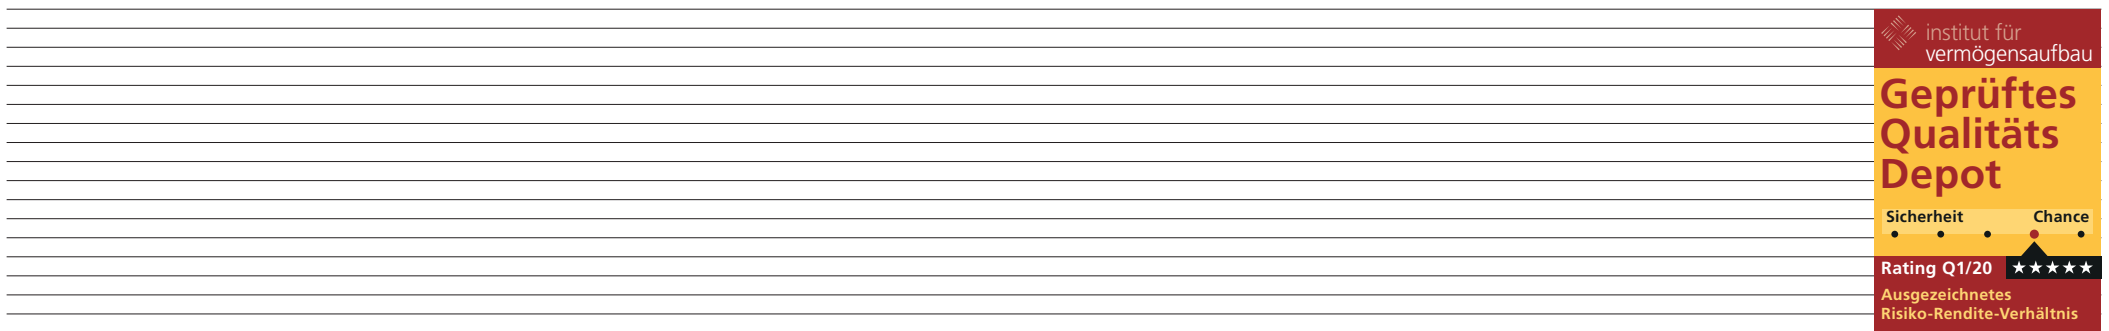 institut für
vermögensaufbau
Geprüftes
Qualitäts
Depot
Sicherheit Chance
Rating Q1/20 ★★★★★
Ausgezeichnetes
Risiko-Rendite-Verhältnis